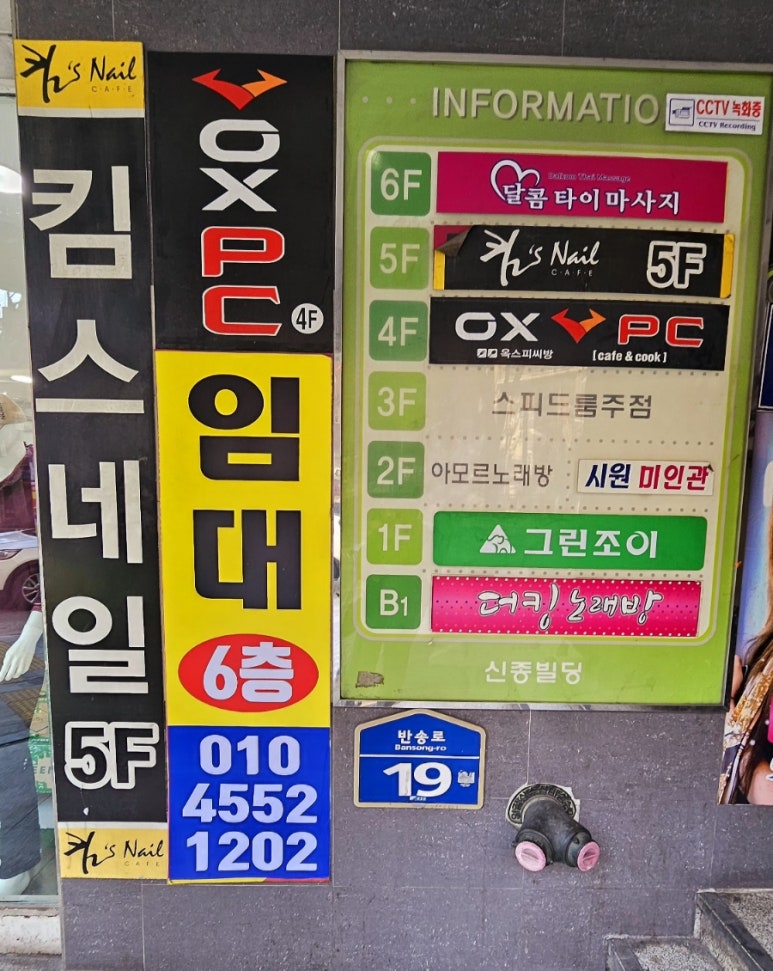 킴's Nail
CAFE
킴스네일
5F
킴's Nail
CAFE
OX
PC
4F
임대
6층
010
4552
1202
INFORMATIO
CCTV 녹화중
CCTV Recording
6F
Dalkom Thai Massage
달콤 타이 마사지
5F
킴's Nail
CAFE
5F
4F
OX PC
옥스피씨방
[cafe & cook]
3F
스피드룸주점
2F
아모르노래방
시원 미인관
1F
그린조이
B1
더킹 노래방
신종빌딩
반송로
Bansong-ro
19